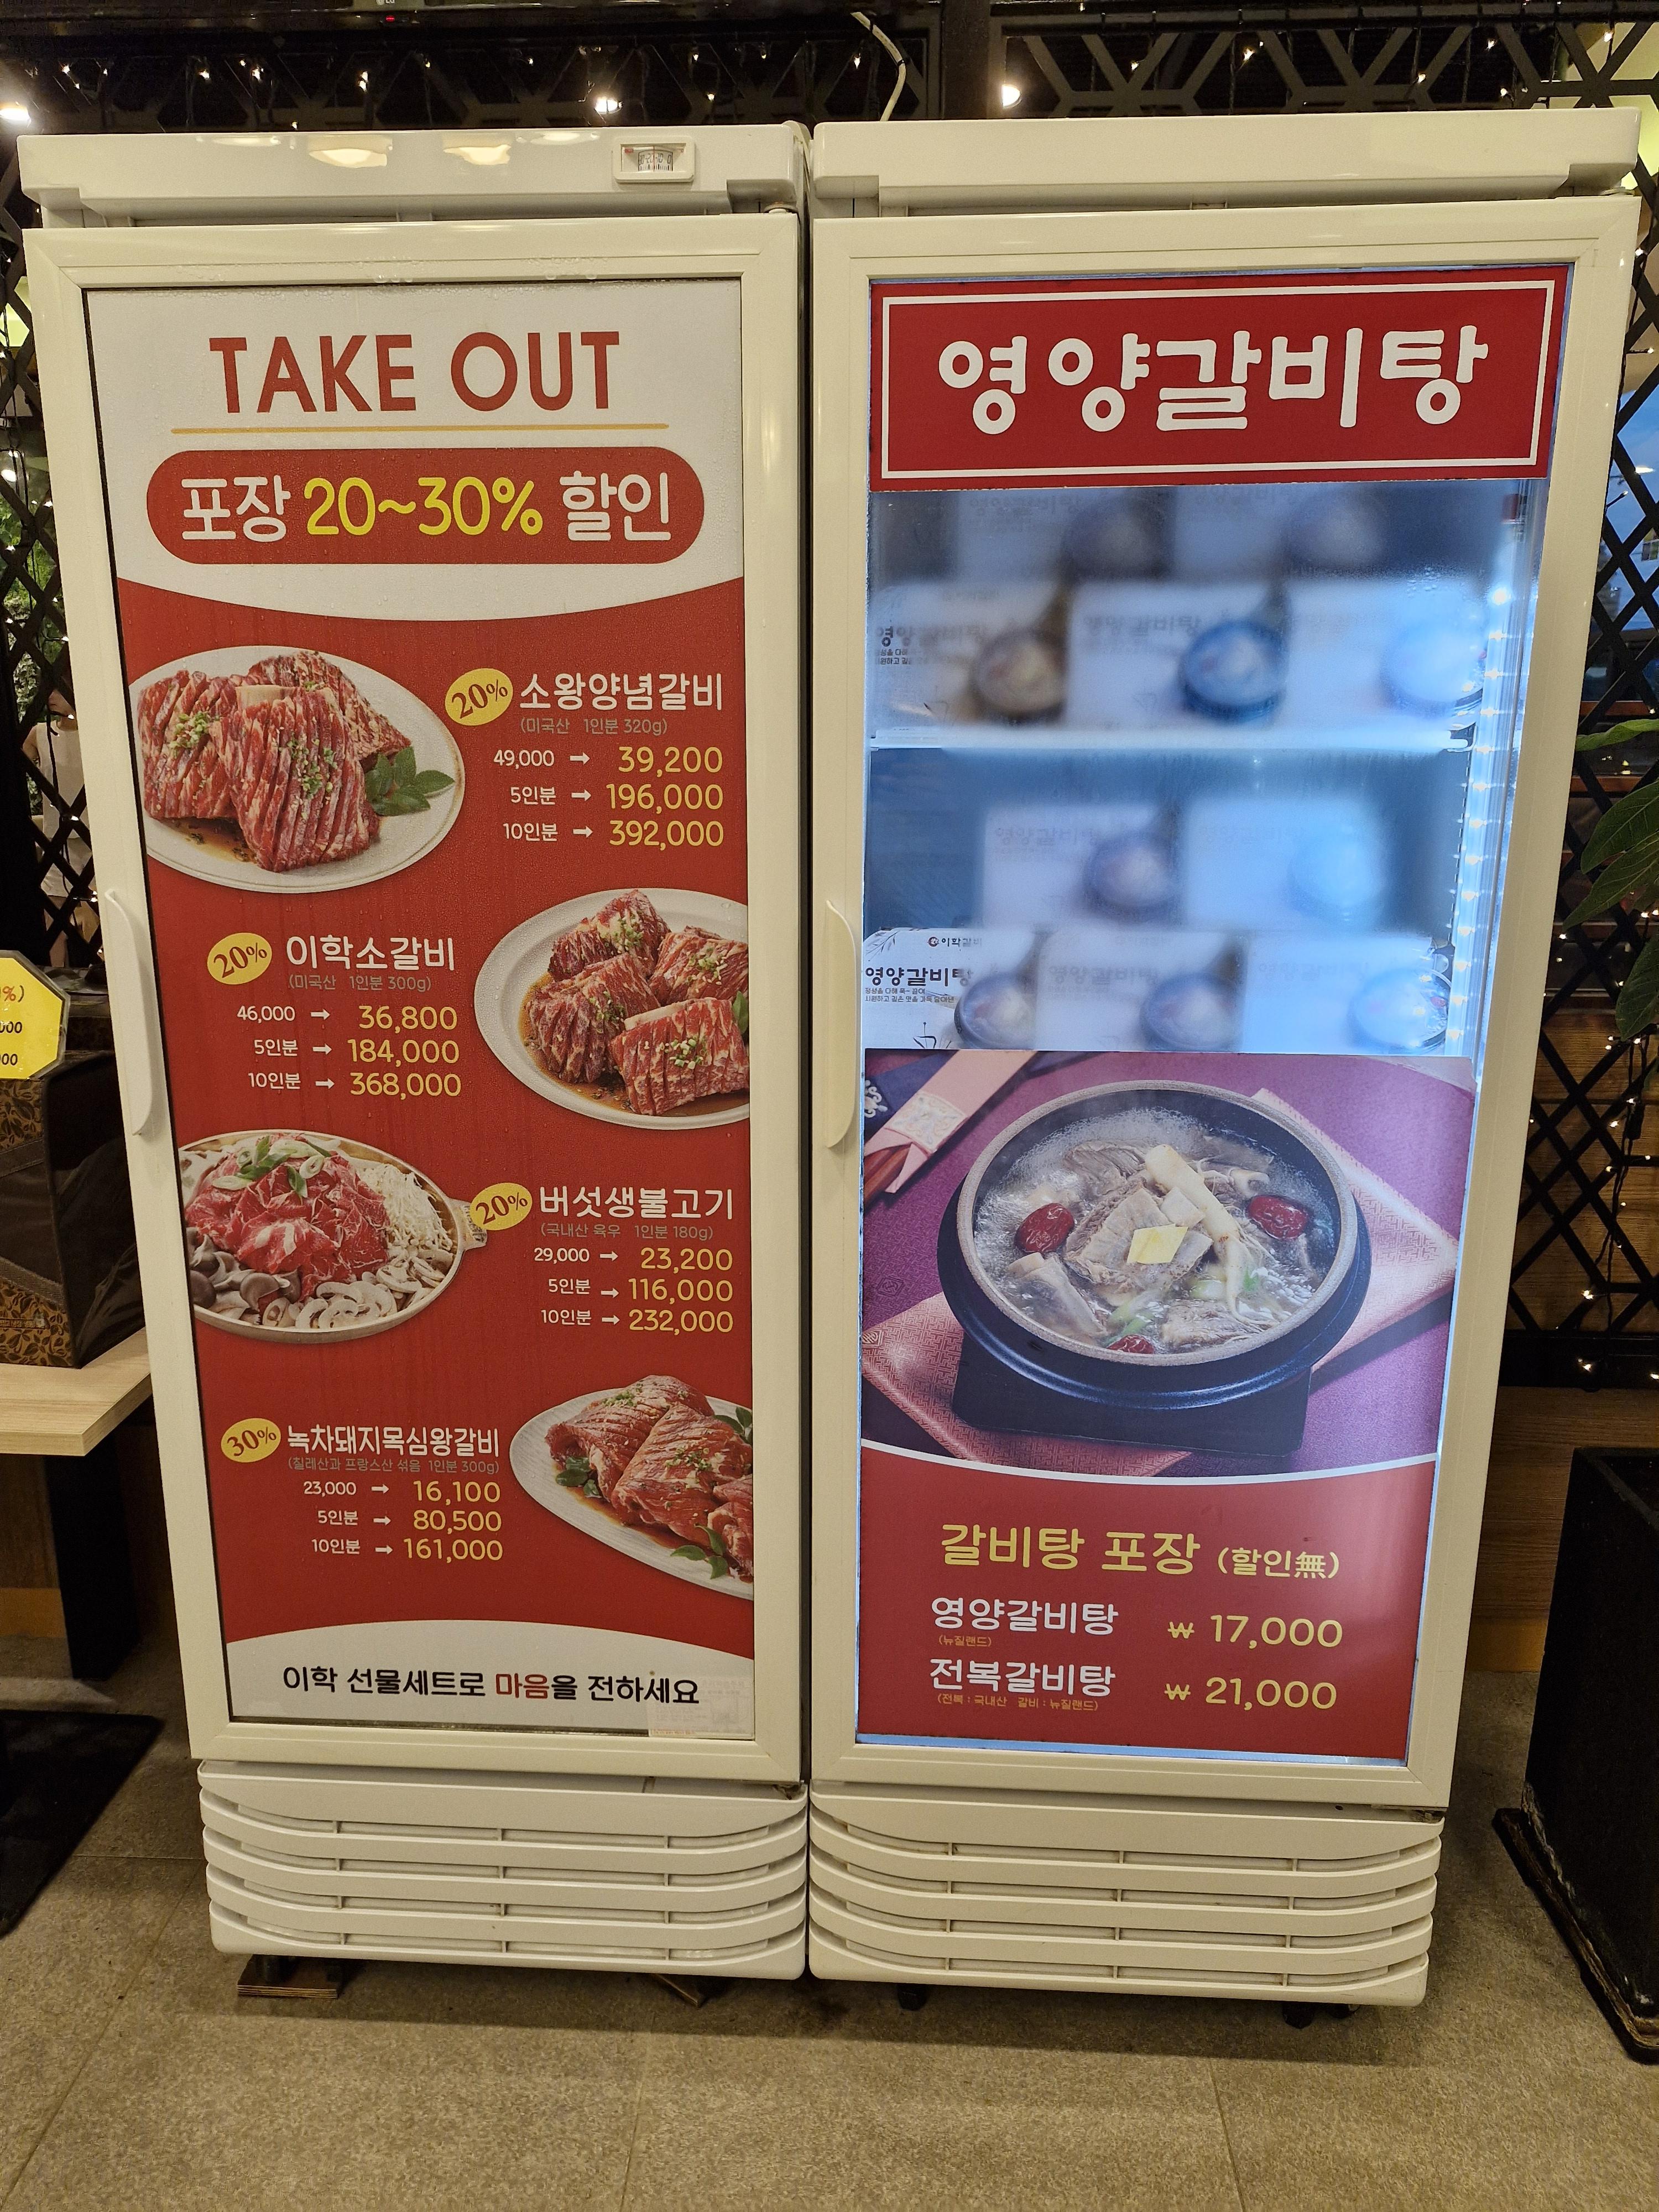 TAKE OUT
포장 20~30% 할인
20% 소왕양념갈비
(미국산 1인분 320g)
49,000 → 39,200
5인분 → 196,000
10인분 → 392,000
20% 이학소갈비
(미국산 1인분 300g)
46,000 → 36,800
5인분 → 184,000
10인분 → 368,000
20% 버섯생불고기
(국내산 육우 1인분 180g)
29,000 → 23,200
5인분 → 116,000
10인분 → 232,000
30% 녹차돼지목심왕갈비
(칠레산과 프랑스산 섞음 1인분 300g)
23,000 → 16,100
5인분 → 80,500
10인분 → 161,000
이학 선물세트로 마음을 전하세요
영양갈비탕
영양갈비탕
영양갈비탕
이학갈비
영양갈비탕
영양갈비탕
갈비탕 포장 (할인無)
영양갈비탕 ₩ 17,000
(뉴질랜드)
전복갈비탕 ₩ 21,000
(전복 : 국내산 갈비 : 뉴질랜드)